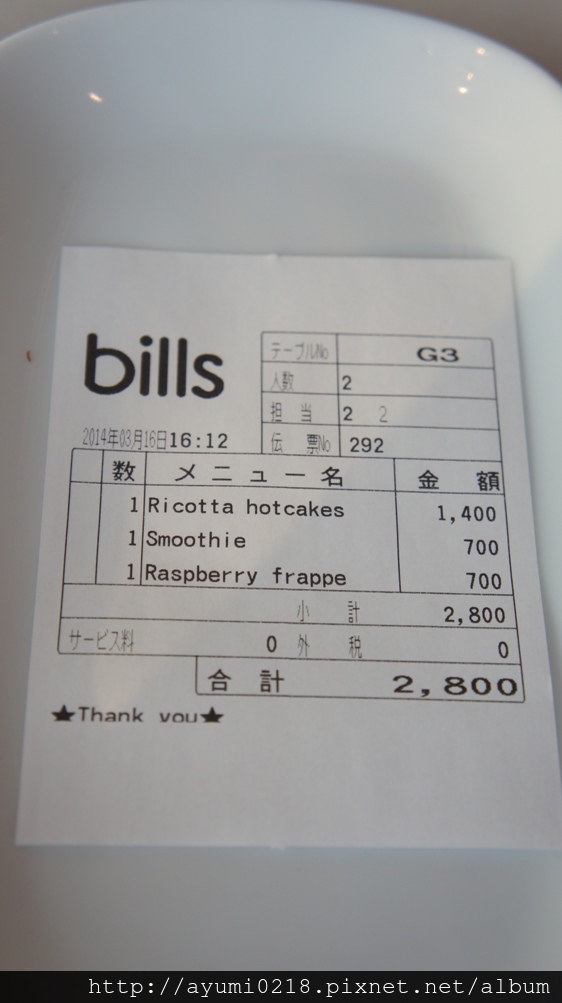 bills
テーブルNo G3
人数 2
担当 2 2
2014年03月16日16:12
伝票No 292
数 メニュー名 金額
1 Ricotta hotcakes 1,400
1 Smoothie 700
1 Raspberry frappe 700
小計 2,800
サービス料 0 外税 0
合計 2,800
★Thank you★
http://ayumi0218.pixnet.net/album